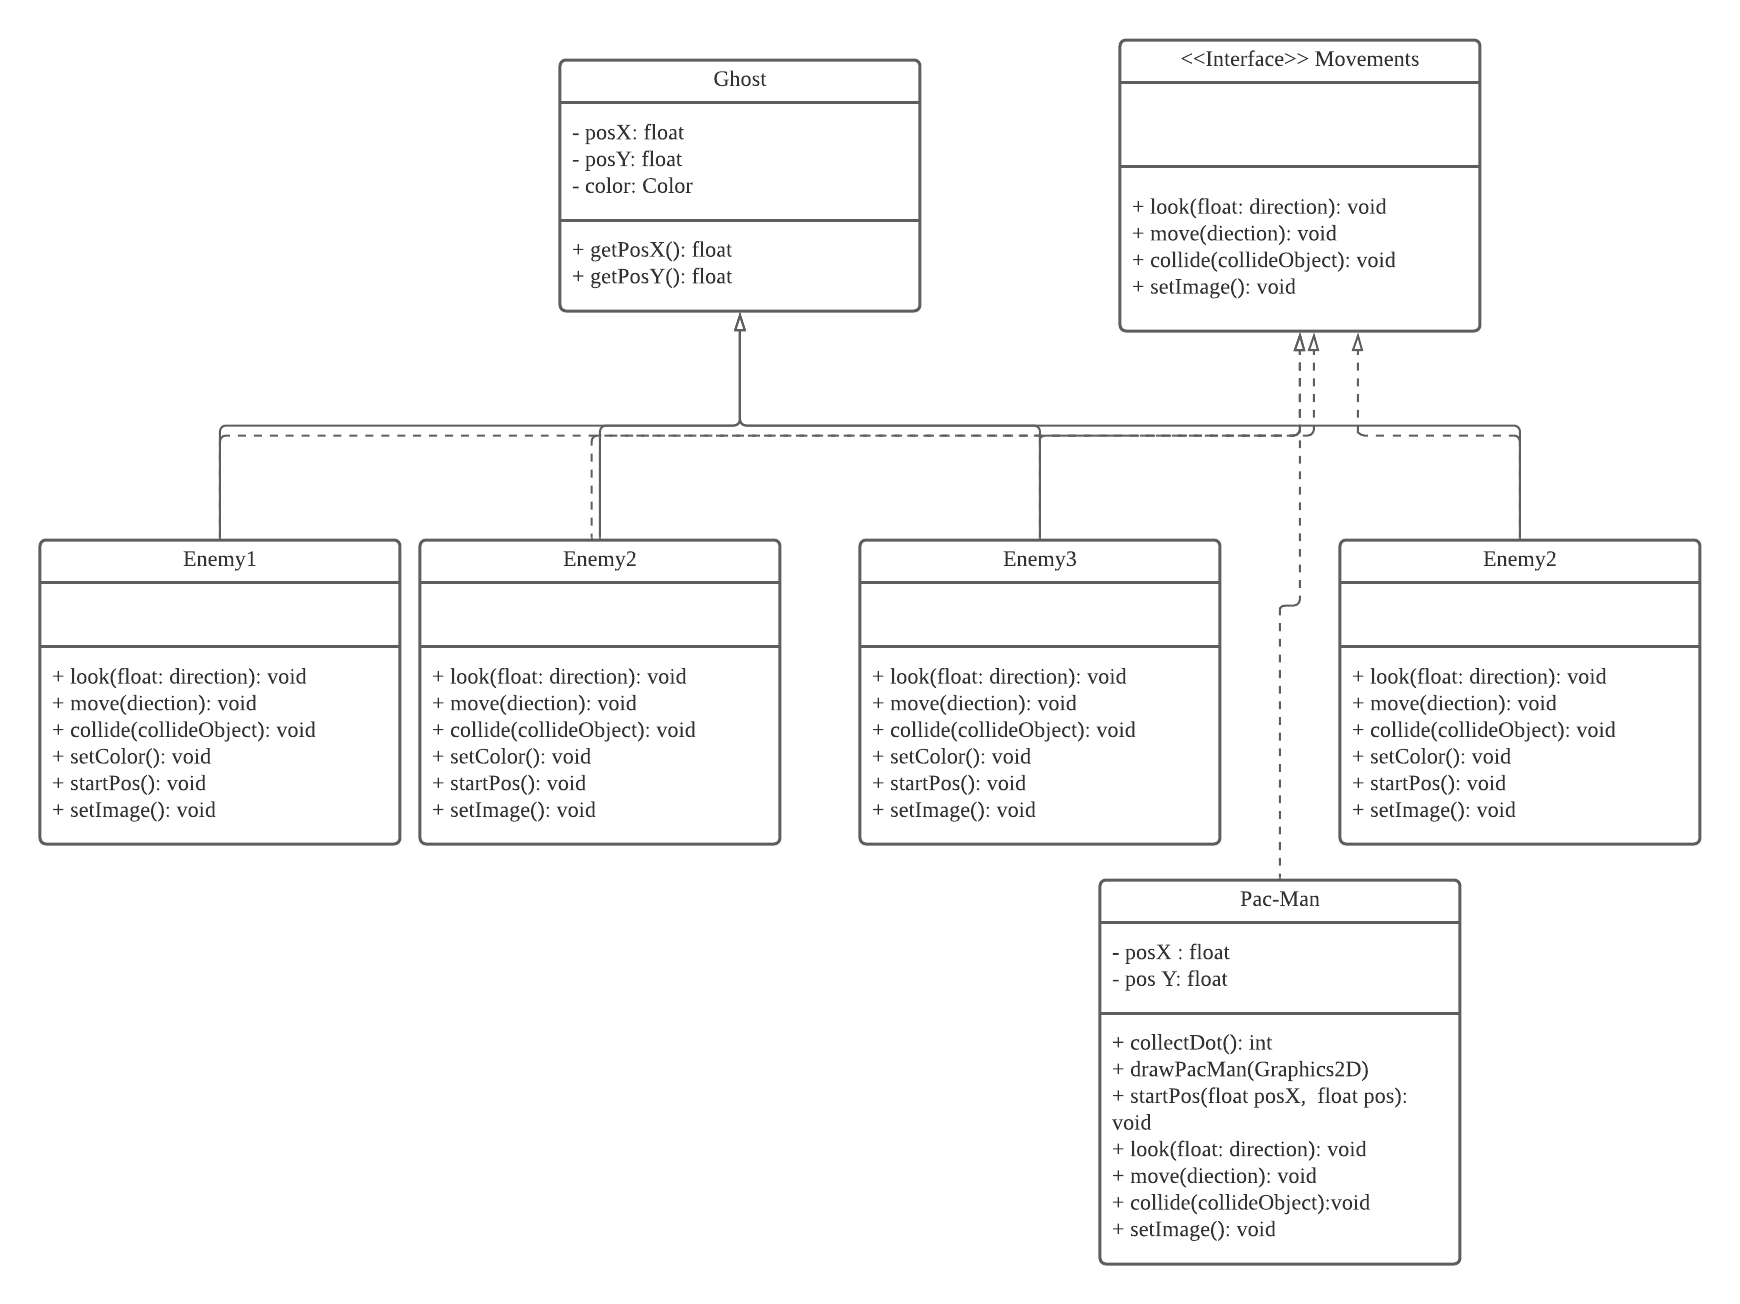 Ghost
- posX: float
- posY: float
- color: Color
+ getPosX(): float
+ getPosY(): float
<<Interface>> Movements
+ look(float: direction): void
+ move(diection): void
+ collide(collideObject): void
+ setImage(): void
Enemy1
+ look(float: direction): void
+ move(diection): void
+ collide(collideObject): void
+ setColor(): void
+ startPos(): void
+ setImage(): void
Enemy2
+ look(float: direction): void
+ move(diection): void
+ collide(collideObject): void
+ setColor(): void
+ startPos(): void
+ setImage(): void
Enemy3
+ look(float: direction): void
+ move(diection): void
+ collide(collideObject): void
+ setColor(): void
+ startPos(): void
+ setImage(): void
Enemy2
+ look(float: direction): void
+ move(diection): void
+ collide(collideObject): void
+ setColor(): void
+ startPos(): void
+ setImage(): void
Pac-Man
- posX : float
- pos Y: float
+ collectDot(): int
+ drawPacMan(Graphics2D)
+ startPos(float posX,  float pos):
void
+ look(float: direction): void
+ move(diection): void
+ collide(collideObject):void
+ setImage(): void